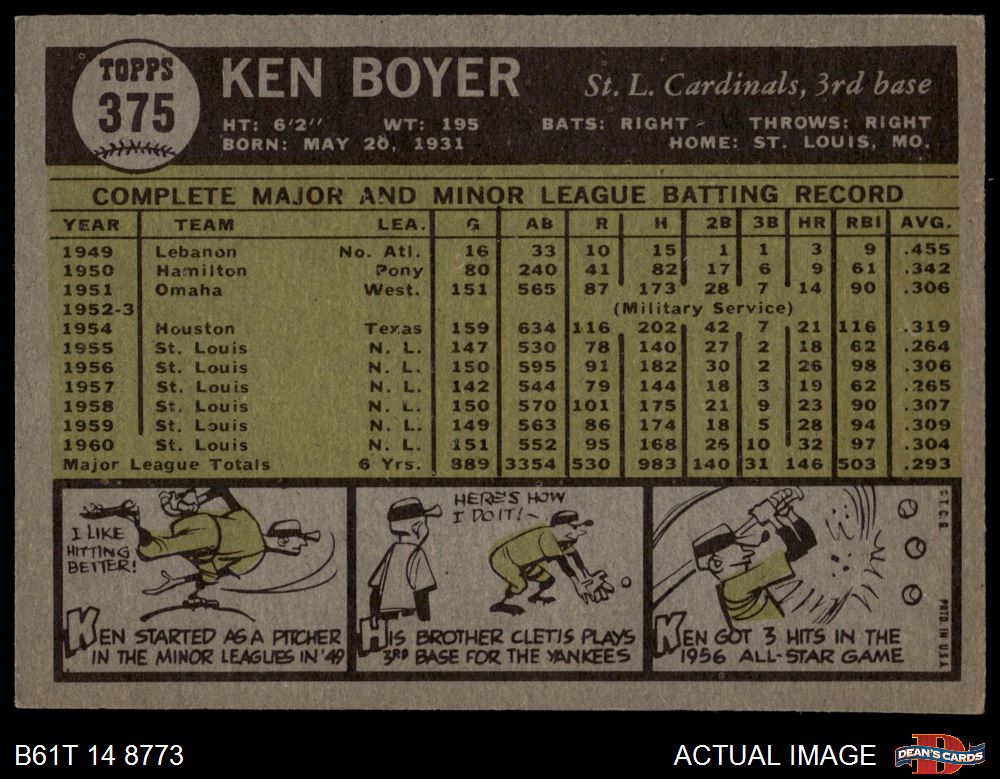 TOPPS
375
KEN BOYER
St. L. Cardinals, 3rd base
HT: 6'2" WT: 195 BATS: RIGHT THROWS: RIGHT
BORN: MAY 20, 1931 HOME: ST. LOUIS, MO.
COMPLETE MAJOR AND MINOR LEAGUE BATTING RECORD
YEAR TEAM LEA. G AB R H 2B 3B HR RBI AVG.
1949 Lebanon No. Atl. 16 33 10 15 1 1 3 9 .455
1950 Hamilton Pony 80 240 41 82 17 6 9 61 .342
1951 Omaha West. 151 565 87 173 28 7 14 90 .306
1952-3 (Military Service)
1954 Houston Texas 159 634 116 202 42 7 21 116 .319
1955 St. Louis N. L. 147 530 78 140 27 2 18 62 .264
1956 St. Louis N. L. 150 595 91 182 30 2 26 98 .306
1957 St. Louis N. L. 142 544 79 144 18 3 19 62 .265
1958 St. Louis N. L. 150 570 101 175 21 9 23 90 .307
1959 St. Louis N. L. 149 563 86 174 18 5 28 94 .309
1960 St. Louis N. L. 151 552 95 168 26 10 32 97 .304
Major League Totals 6 Yrs. 889 3354 530 983 140 31 146 503 .293
I LIKE
HITTING
BETTER!
KEN STARTED AS A PITCHER
IN THE MINOR LEAGUES IN '49
HERE'S HOW
I DO IT!-
HIS BROTHER CLETIS PLAYS
3RD BASE FOR THE YANKEES
KEN GOT 3 HITS IN THE
1956 ALL-STAR GAME
© T.C.G.
PRTD. IN U.S.A.
B61T 14 8773
ACTUAL IMAGE
D
DEAN'S CARDS